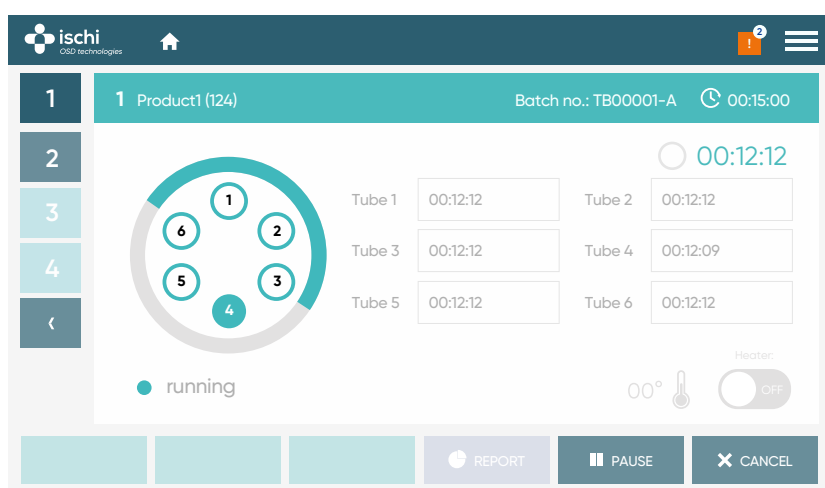 ischi
OSD technologies
!
2
1
2
3
4
‹
1 Product1 (124)
Batch no.: TB00001-A
00:15:00
00:12:12
1
2
3
4
5
6
Tube 1 00:12:12
Tube 2 00:12:12
Tube 3 00:12:12
Tube 4 00:12:09
Tube 5 00:12:12
Tube 6 00:12:12
running
Heater:
00°
OFF
REPORT
PAUSE
CANCEL